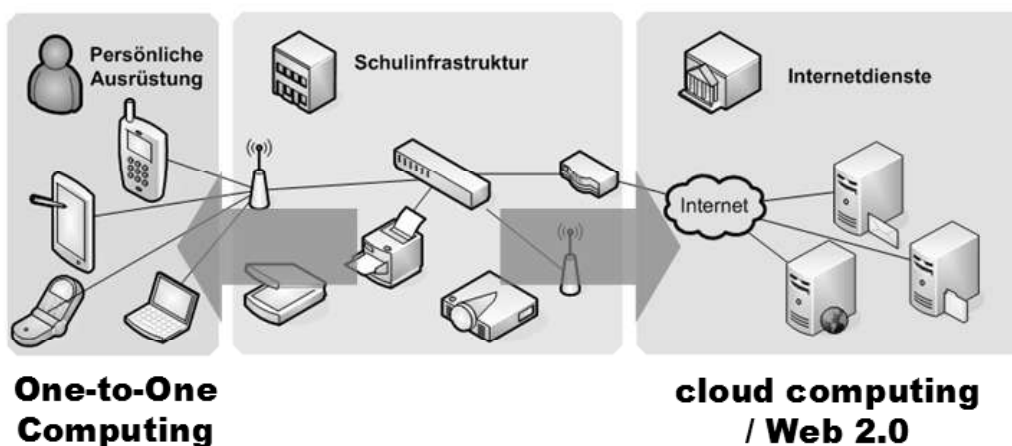 Persönliche
Ausrüstung
Schulinfrastruktur
Internetdienste
Internet
One-to-One
Computing
cloud computing
/ Web 2.0